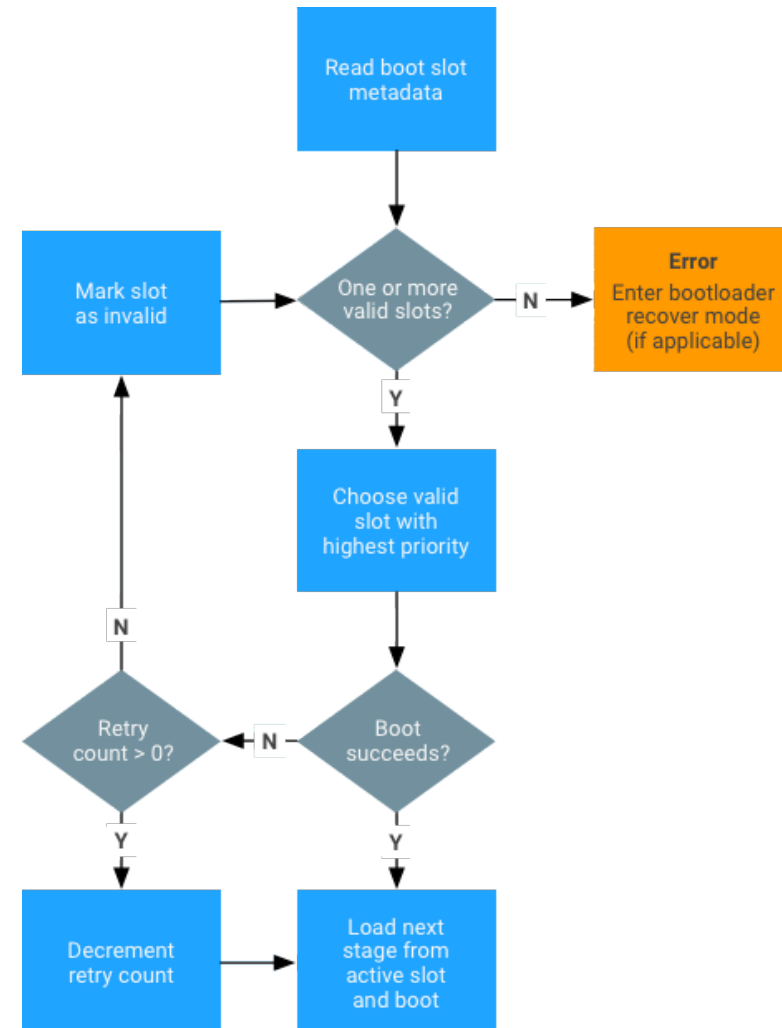 Read boot slot
metadata
Mark slot
as invalid
One or more
valid slots?
N
Error
Enter bootloader
recover mode
(if applicable)
Y
Choose valid
slot with
highest priority
N
Retry
count > 0?
N
Boot
succeeds?
Y
Y
Decrement
retry count
Load next
stage from
active slot
and boot